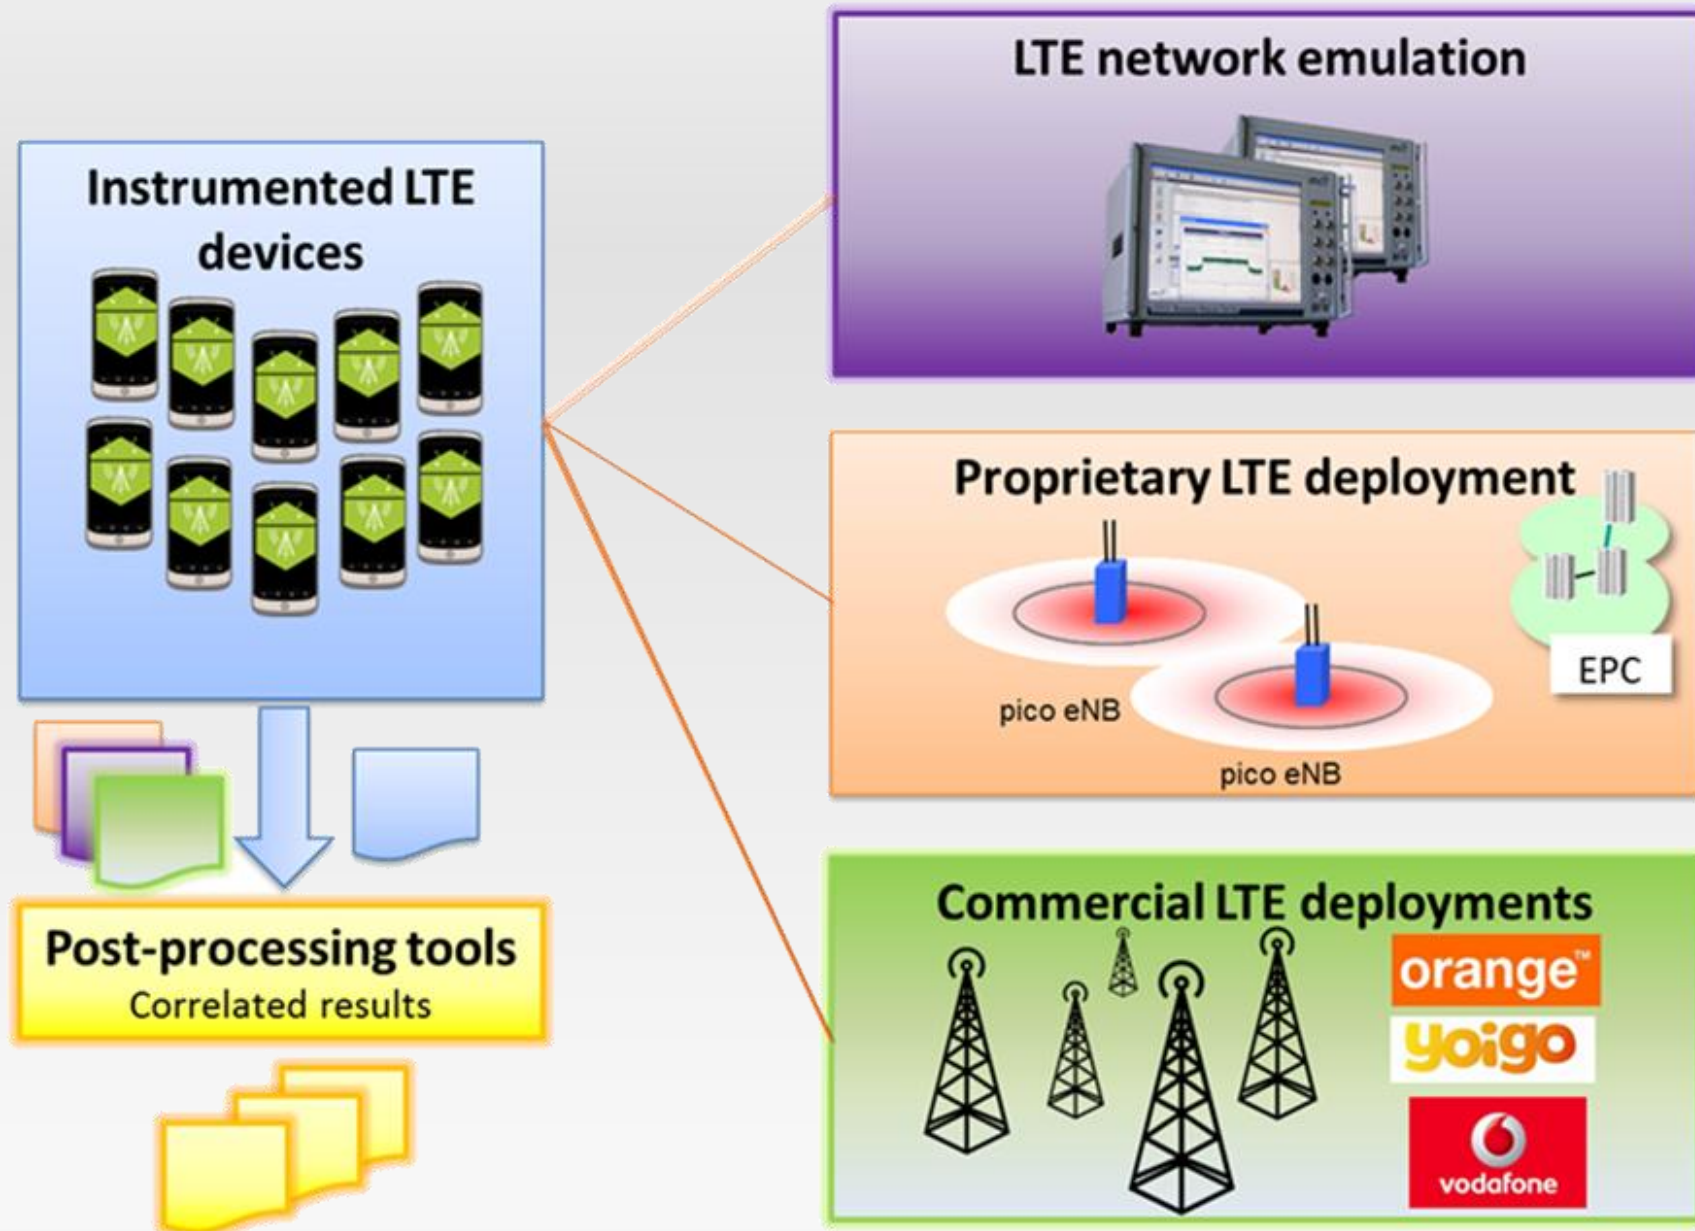 LTE network emulation
Instrumented LTE
devices
Proprietary LTE deployment
EPC
pico eNB
pico eNB
Post-processing tools
Correlated results
Commercial LTE deployments
orange™
yoigo
vodafone